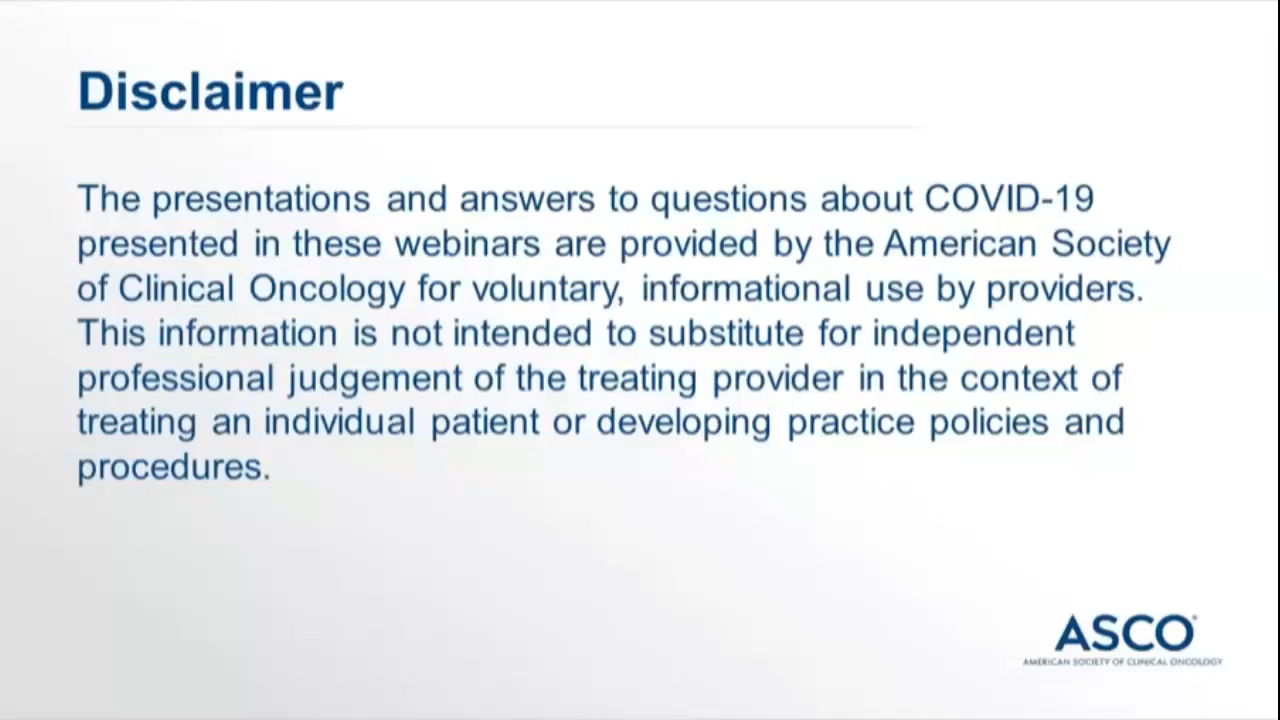 Disclaimer
The presentations and answers to questions about COVID-19
presented in these webinars are provided by the American Society
of Clinical Oncology for voluntary, informational use by providers.
This information is not intended to substitute for independent
professional judgement of the treating provider in the context of
treating an individual patient or developing practice policies and
procedures.
ASCO®
AMERICAN SOCIETY OF CLINICAL ONCOLOGY